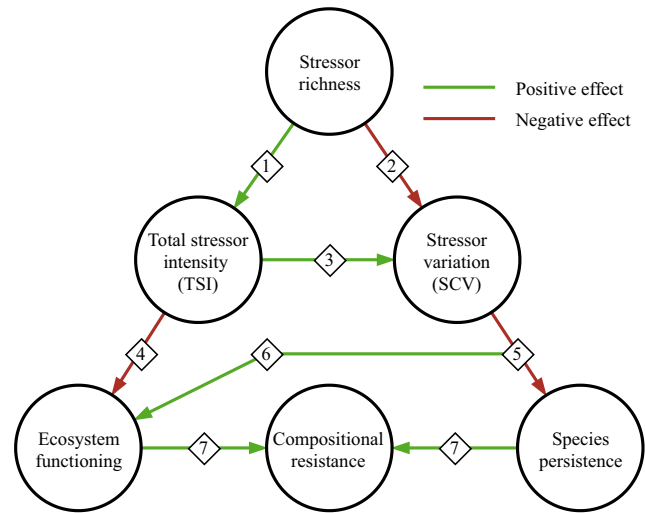 Stressor
richness
Positive effect
Negative effect
1
2
Total stressor
intensity
(TSI)
3
Stressor
variation
(SCV)
4
6
5
Ecosystem
functioning
7
Compositional
resistance
7
Species
persistence